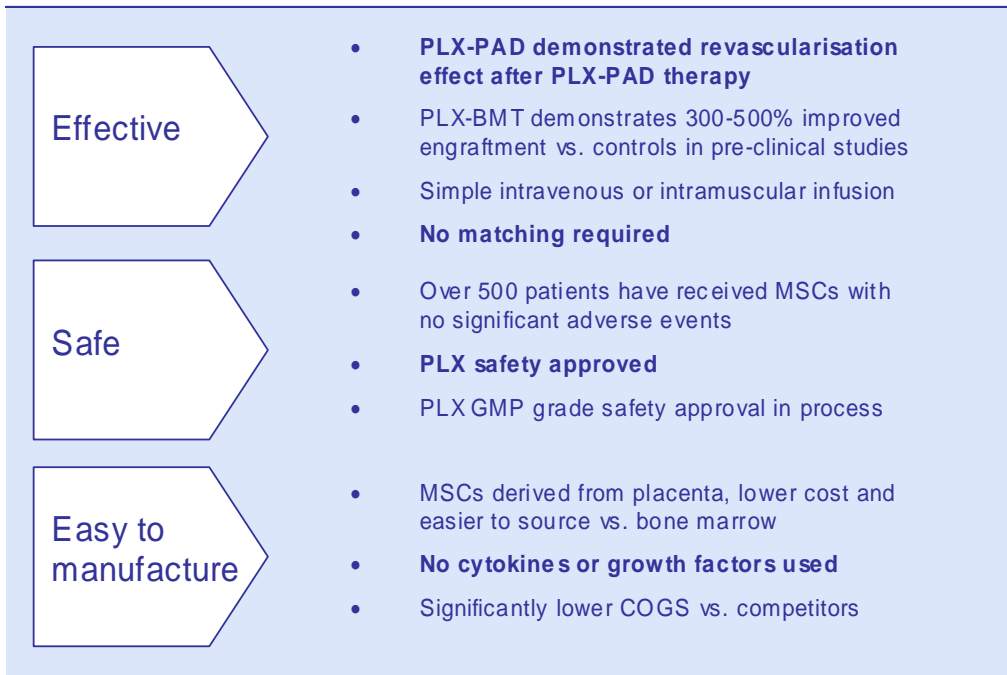 Effective
• PLX-PAD demonstrated revascularisation
effect after PLX-PAD therapy
• PLX-BMT demonstrates 300-500% improved
engraftment vs. controls in pre-clinical studies
• Simple intravenous or intramuscular infusion
• No matching required
Safe
• Over 500 patients have received MSCs with
no significant adverse events
• PLX safety approved
• PLX GMP grade safety approval in process
Easy to
manufacture
• MSCs derived from placenta, lower cost and
easier to source vs. bone marrow
• No cytokines or growth factors used
• Significantly lower COGS vs. competitors